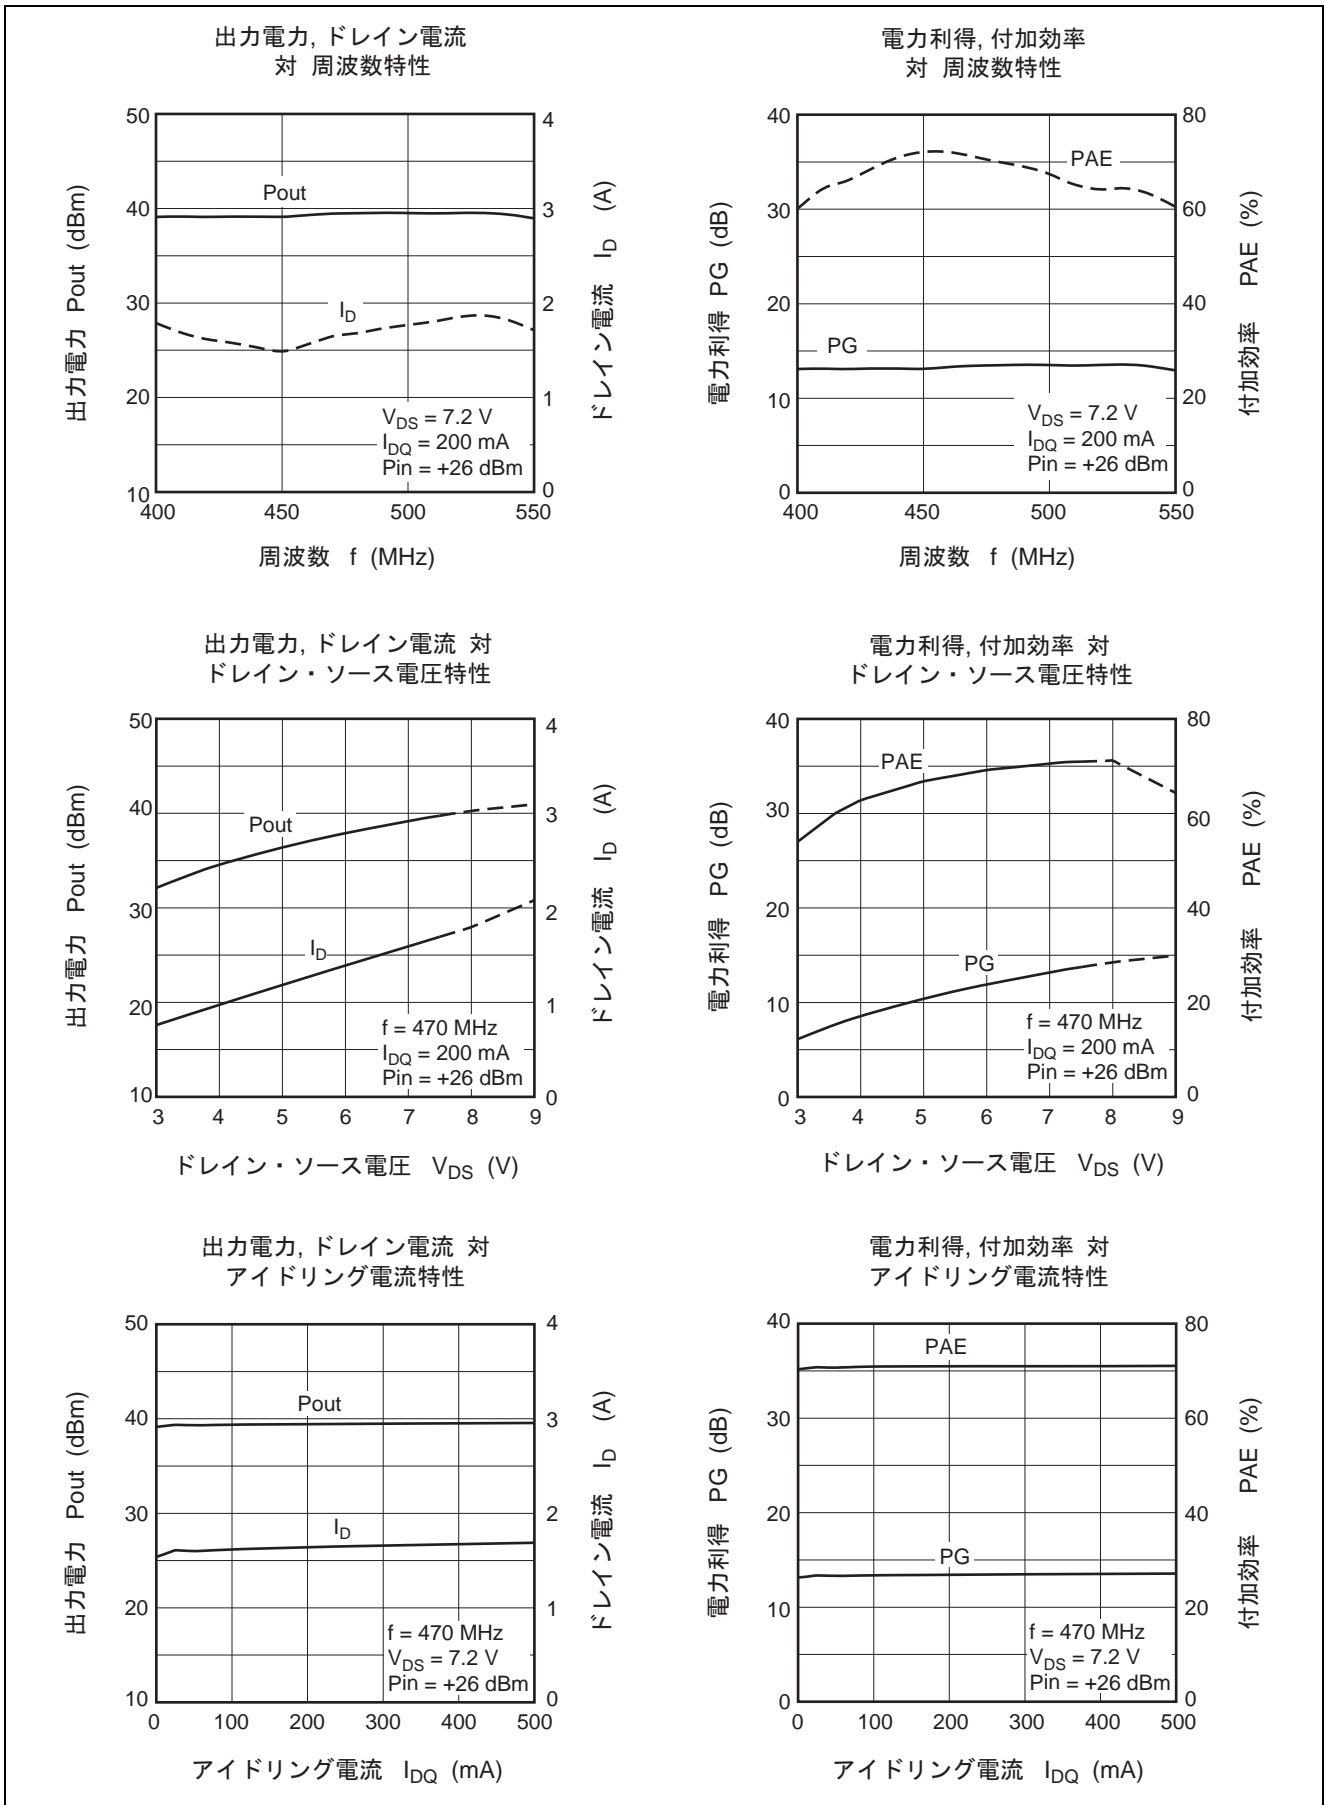 出力電力, ドレイン電流
対 周波数特性
50
40
30
20
10
4
3
2
1
0
400
450
500
550
出力電力 Pout (dBm)
ドレイン電流 ID (A)
Pout
ID
VDS = 7.2 V
IDQ = 200 mA
Pin = +26 dBm
周波数 f (MHz)
電力利得, 付加効率
対 周波数特性
40
30
20
10
0
80
60
40
20
0
400
450
500
550
電力利得 PG (dB)
付加効率 PAE (%)
PAE
PG
VDS = 7.2 V
IDQ = 200 mA
Pin = +26 dBm
周波数 f (MHz)
出力電力, ドレイン電流 対
ドレイン・ソース電圧特性
50
40
30
20
10
4
3
2
1
0
3
4
5
6
7
8
9
出力電力 Pout (dBm)
ドレイン電流 ID (A)
Pout
ID
f = 470 MHz
IDQ = 200 mA
Pin = +26 dBm
ドレイン・ソース電圧 VDS (V)
電力利得, 付加効率 対
ドレイン・ソース電圧特性
40
30
20
10
0
80
60
40
20
0
3
4
5
6
7
8
9
電力利得 PG (dB)
付加効率 PAE (%)
PAE
PG
f = 470 MHz
IDQ = 200 mA
Pin = +26 dBm
ドレイン・ソース電圧 VDS (V)
出力電力, ドレイン電流 対
アイドリング電流特性
50
40
30
20
10
4
3
2
1
0
0
100
200
300
400
500
出力電力 Pout (dBm)
ドレイン電流 ID (A)
Pout
ID
f = 470 MHz
VDS = 7.2 V
Pin = +26 dBm
アイドリング電流 IDQ (mA)
電力利得, 付加効率 対
アイドリング電流特性
40
30
20
10
0
80
60
40
20
0
0
100
200
300
400
500
電力利得 PG (dB)
付加効率 PAE (%)
PAE
PG
f = 470 MHz
VDS = 7.2 V
Pin = +26 dBm
アイドリング電流 IDQ (mA)